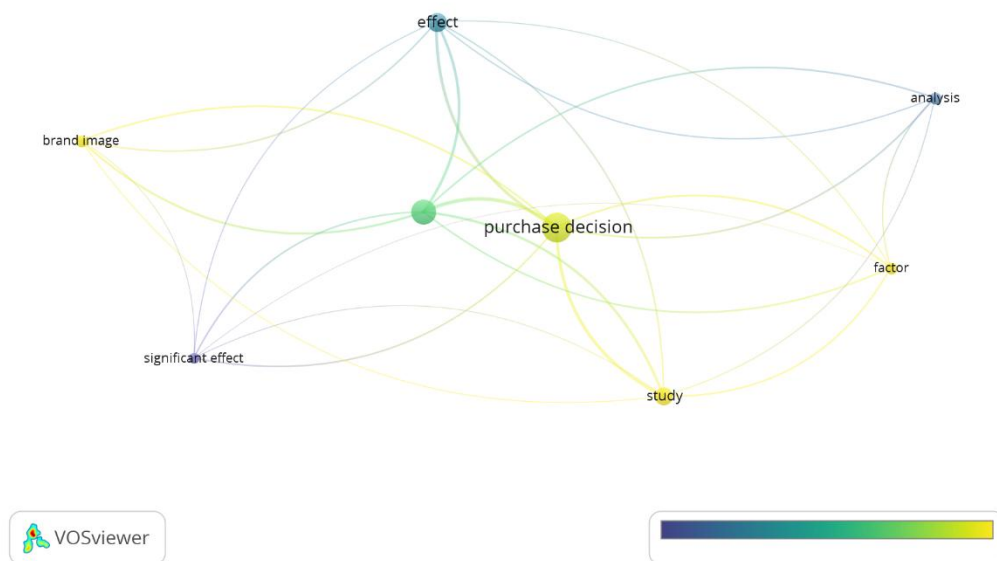 effect
analysis
brand image
purchase decision
factor
significant effect
study
VOSviewer